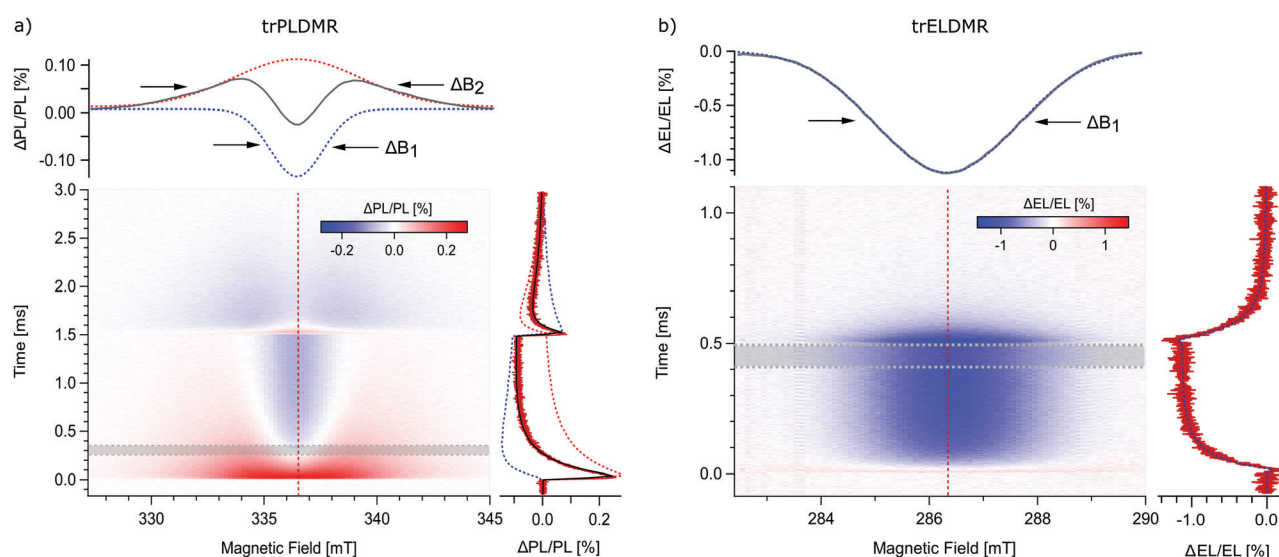 a)
trPLDMR
ΔPL/PL [%]
0.10
0.00
-0.10
ΔB2
ΔB1
Time [ms]
3.0
2.5
2.0
1.5
1.0
0.5
0.0
ΔPL/PL [%]
-0.2 0.0 0.2
330 335 340 345
Magnetic Field [mT]
0.0 0.2
ΔPL/PL [%]
b)
trELDMR
ΔEL/EL [%]
0.0
-0.5
-1.0
ΔB1
Time [ms]
1.0
0.5
0.0
ΔEL/EL [%]
-1 0 1
284 286 288 290
Magnetic Field [mT]
-1.0 0.0
ΔEL/EL [%]